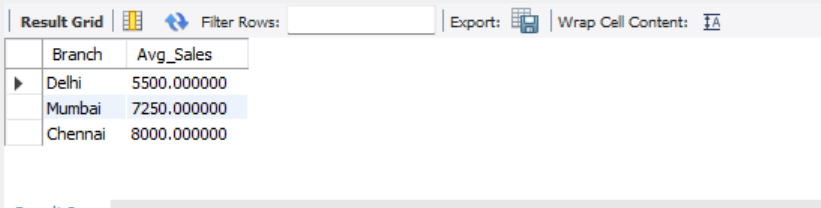 Result Grid Filter Rows: Export: Wrap Cell Content: IA
Branch Avg_Sales
Delhi 5500.000000
Mumbai 7250.000000
Chennai 8000.000000